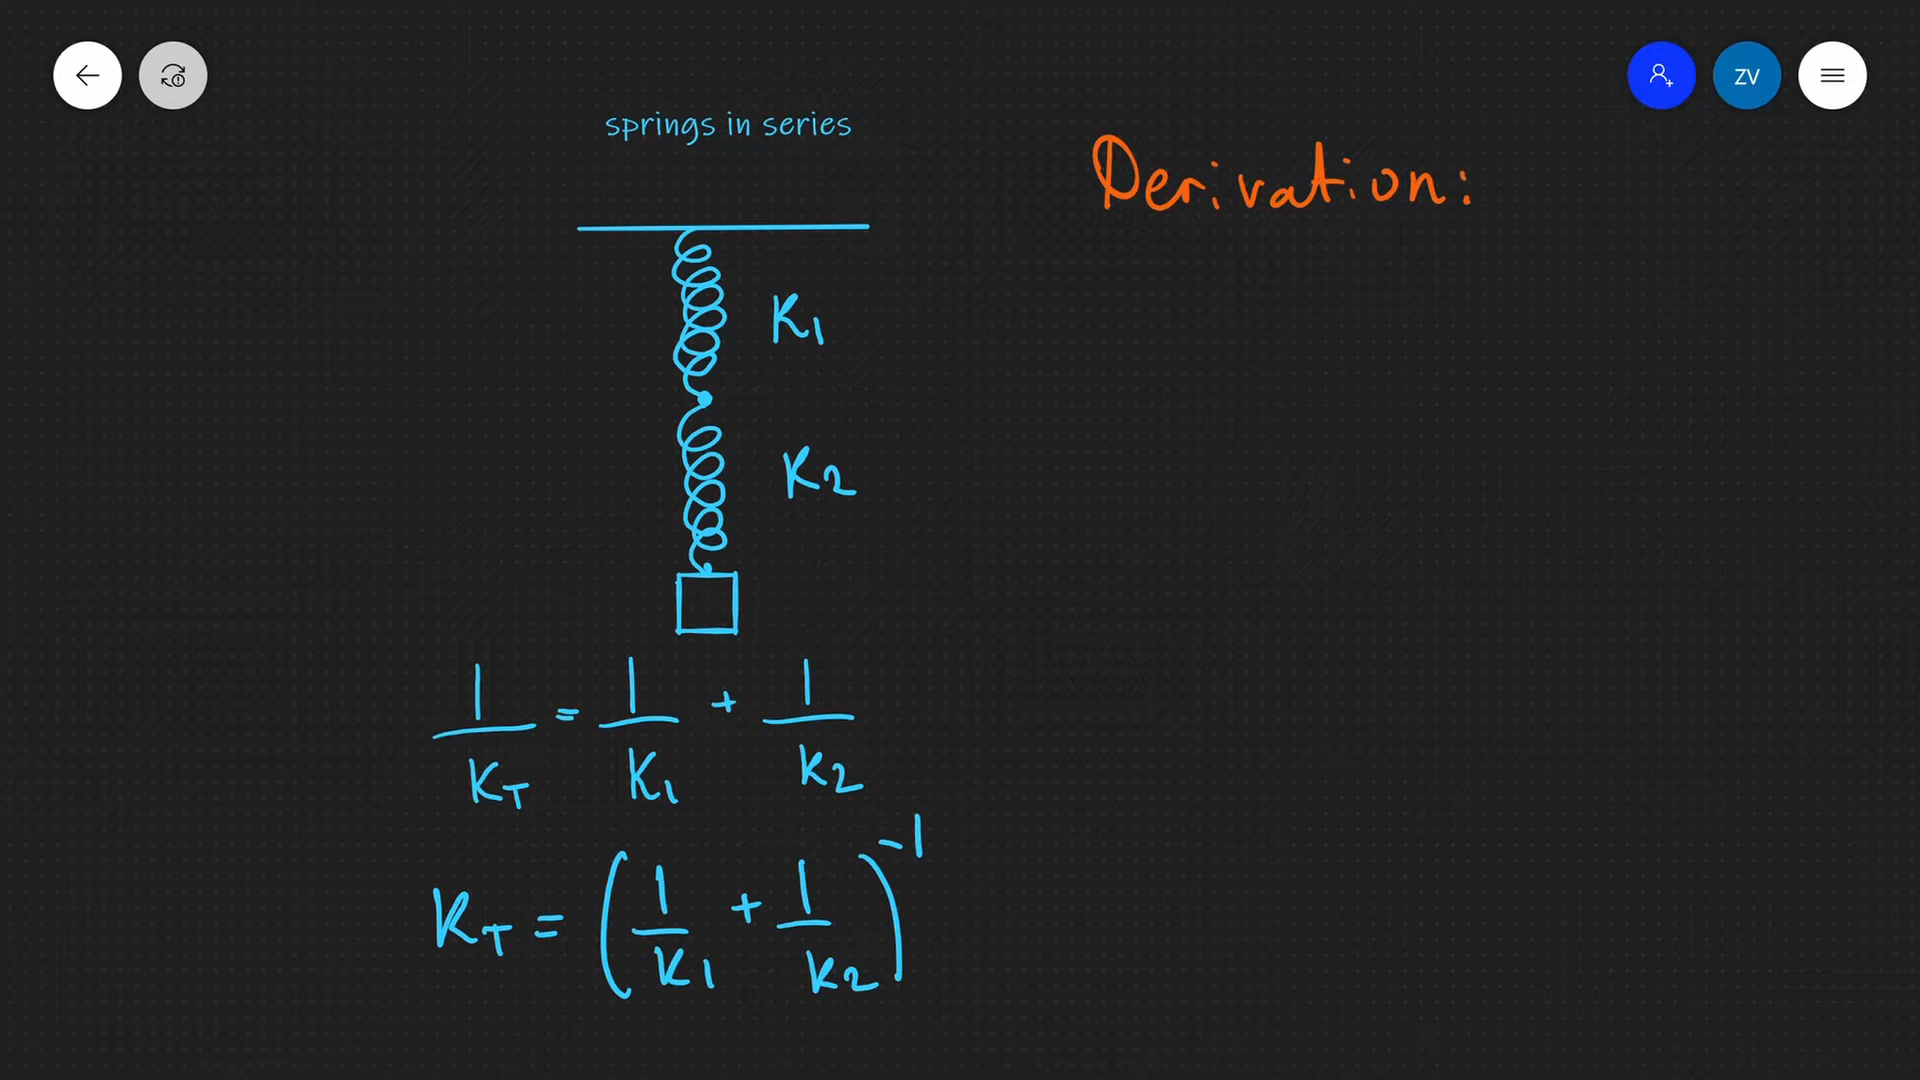 ZV
springs in series
Derivation:
K1
K2
1/KT = 1/K1 + 1/K2
KT = (1/K1 + 1/K2)^-1